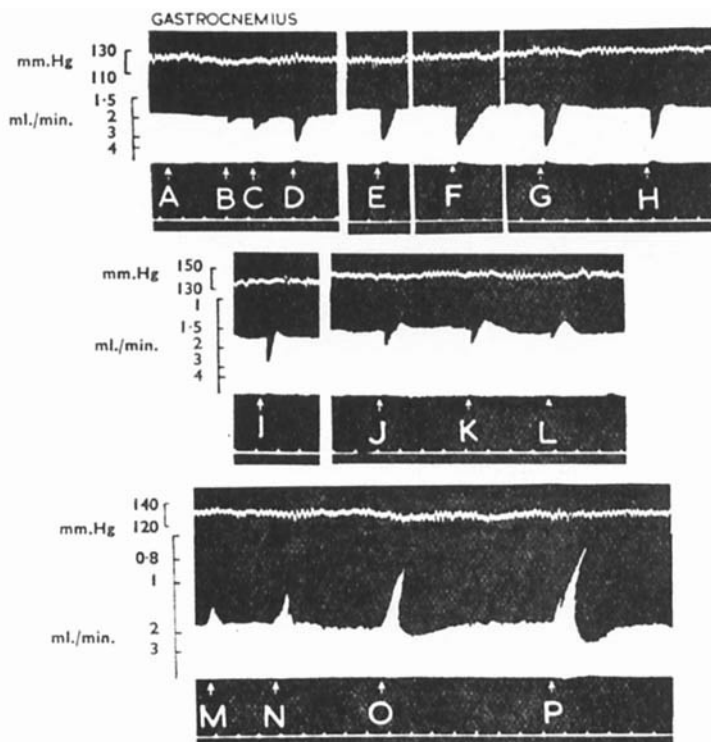 GASTROCNEMIUS
mm.Hg 130
110
ml./min. 1·5
2
3
4
A B C D E F G H
mm.Hg 150
130
1
1·5
ml./min. 2
3
4
I J K L
mm.Hg 140
120
0·8
1
ml./min. 2
3
M N O P